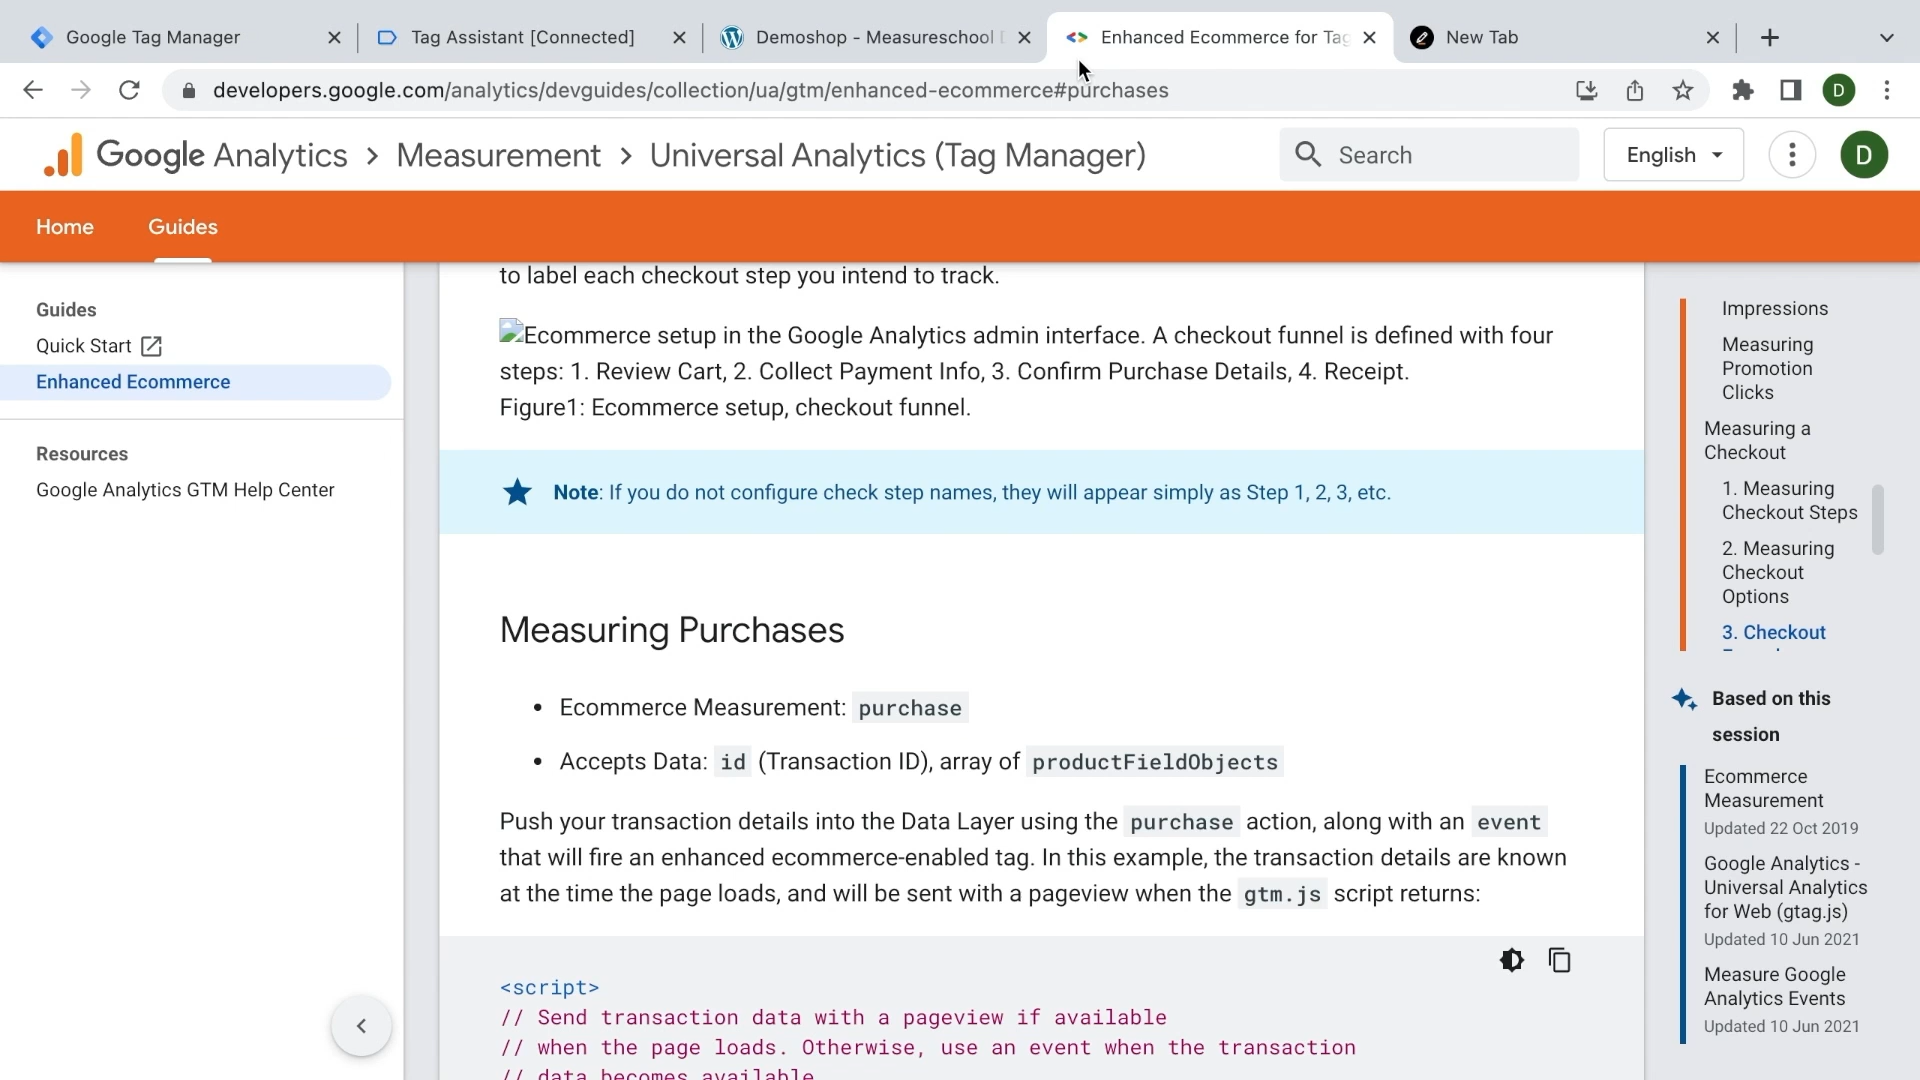 Google Tag Manager
Tag Assistant [Connected]
Demoshop - Measureschool
Enhanced Ecommerce for Tag
New Tab
developers.google.com/analytics/devguides/collection/ua/gtm/enhanced-ecommerce#purchases
D
Google Analytics > Measurement > Universal Analytics (Tag Manager)
Search
English
D
Home
Guides
Guides
Quick Start
Enhanced Ecommerce
Resources
Google Analytics GTM Help Center
to label each checkout step you intend to track.
Ecommerce setup in the Google Analytics admin interface. A checkout funnel is defined with four
steps: 1. Review Cart, 2. Collect Payment Info, 3. Confirm Purchase Details, 4. Receipt.
Figure1: Ecommerce setup, checkout funnel.
Note: If you do not configure check step names, they will appear simply as Step 1, 2, 3, etc.
Measuring Purchases
• Ecommerce Measurement: purchase
• Accepts Data: id (Transaction ID), array of productFieldObjects
Push your transaction details into the Data Layer using the purchase action, along with an event
that will fire an enhanced ecommerce-enabled tag. In this example, the transaction details are known
at the time the page loads, and will be sent with a pageview when the gtm.js script returns:
<script>
// Send transaction data with a pageview if available
// when the page loads. Otherwise, use an event when the transaction
// data becomes available
Impressions
Measuring
Promotion
Clicks
Measuring a
Checkout
1. Measuring
Checkout Steps
2. Measuring
Checkout
Options
3. Checkout
Based on this
session
Ecommerce
Measurement
Updated 22 Oct 2019
Google Analytics -
Universal Analytics
for Web (gtag.js)
Updated 10 Jun 2021
Measure Google
Analytics Events
Updated 10 Jun 2021